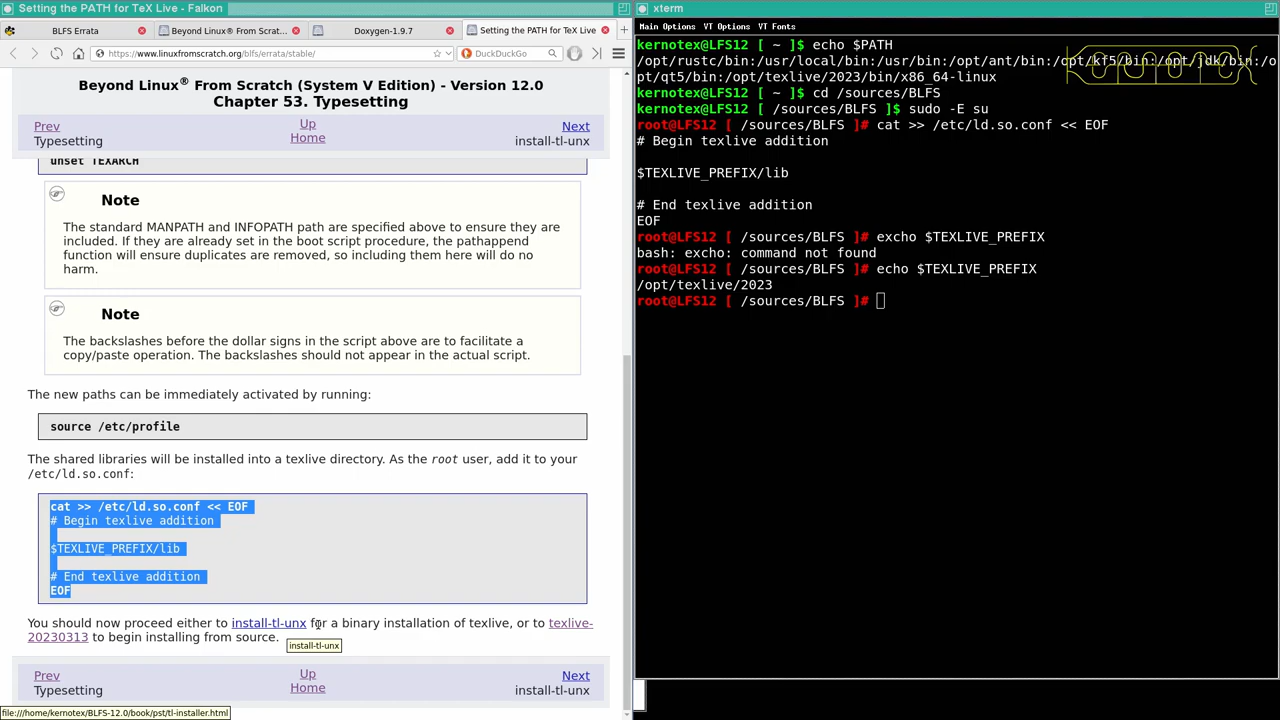 Setting the PATH for TeX Live - Falkon
BLFS Errata
Beyond Linux® From Scrat...
Doxygen-1.9.7
Setting the PATH for TeX Live
https://www.linuxfromscratch.org/blfs/errata/stable/
DuckDuckGo
Beyond Linux® From Scratch (System V Edition) - Version 12.0
Chapter 53. Typesetting
Prev
Up
Next
Typesetting
Home
install-tl-unx
unset TEXARCH
Note
The standard MANPATH and INFOPATH path are specified above to ensure they are
included. If they are already set in the boot script procedure, the pathappend
function will ensure duplicates are removed, so including them here will do no
harm.
Note
The backslashes before the dollar signs in the script above are to facilitate a
copy/paste operation. The backslashes should not appear in the actual script.
The new paths can be immediately activated by running:
source /etc/profile
The shared libraries will be installed into a texlive directory. As the root user, add it to your
/etc/ld.so.conf:
cat >> /etc/ld.so.conf << EOF
# Begin texlive addition
$TEXLIVE_PREFIX/lib
# End texlive addition
EOF
You should now proceed either to install-tl-unx for a binary installation of texlive, or to texlive-
20230313 to begin installing from source.
install-tl-unx
Prev
Up
Next
Typesetting
Home
install-tl-unx
file:///home/kernotex/BLFS-12.0/book/pst/tl-installer.html
xterm
Main Options VT Options VT Fonts
kernotex@LFS12 [ ~ ]$ echo $PATH
/opt/rustc/bin:/usr/local/bin:/usr/bin:/opt/ant/bin:/opt/kf5/bin:/opt/jdk/bin:/o
pt/qt5/bin:/opt/texlive/2023/bin/x86_64-linux
kernotex@LFS12 [ ~ ]$ cd /sources/BLFS
kernotex@LFS12 [ /sources/BLFS ]$ sudo -E su
root@LFS12 [ /sources/BLFS ]# cat >> /etc/ld.so.conf << EOF
# Begin texlive addition
$TEXLIVE_PREFIX/lib
# End texlive addition
EOF
root@LFS12 [ /sources/BLFS ]# excho $TEXLIVE_PREFIX
bash: excho: command not found
root@LFS12 [ /sources/BLFS ]# echo $TEXLIVE_PREFIX
/opt/texlive/2023
root@LFS12 [ /sources/BLFS ]#